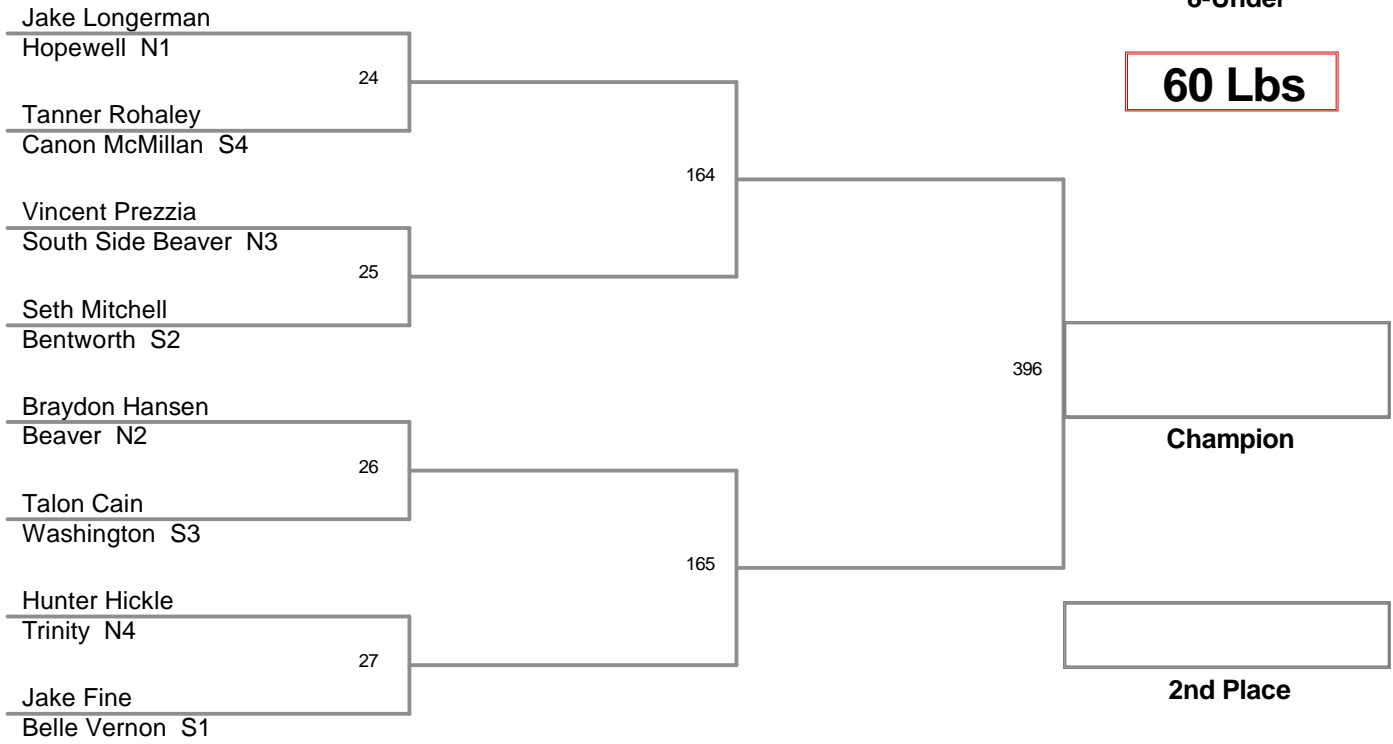 8-Under
60 Lbs
Jake Longerman
Hopewell N1
24
Tanner Rohaley
Canon McMillan S4
164
Vincent Prezzia
South Side Beaver N3
25
Seth Mitchell
Bentworth S2
396
Braydon Hansen
Beaver N2
26
Talon Cain
Washington S3
165
Hunter Hickle
Trinity N4
27
Jake Fine
Belle Vernon S1
Champion
2nd Place